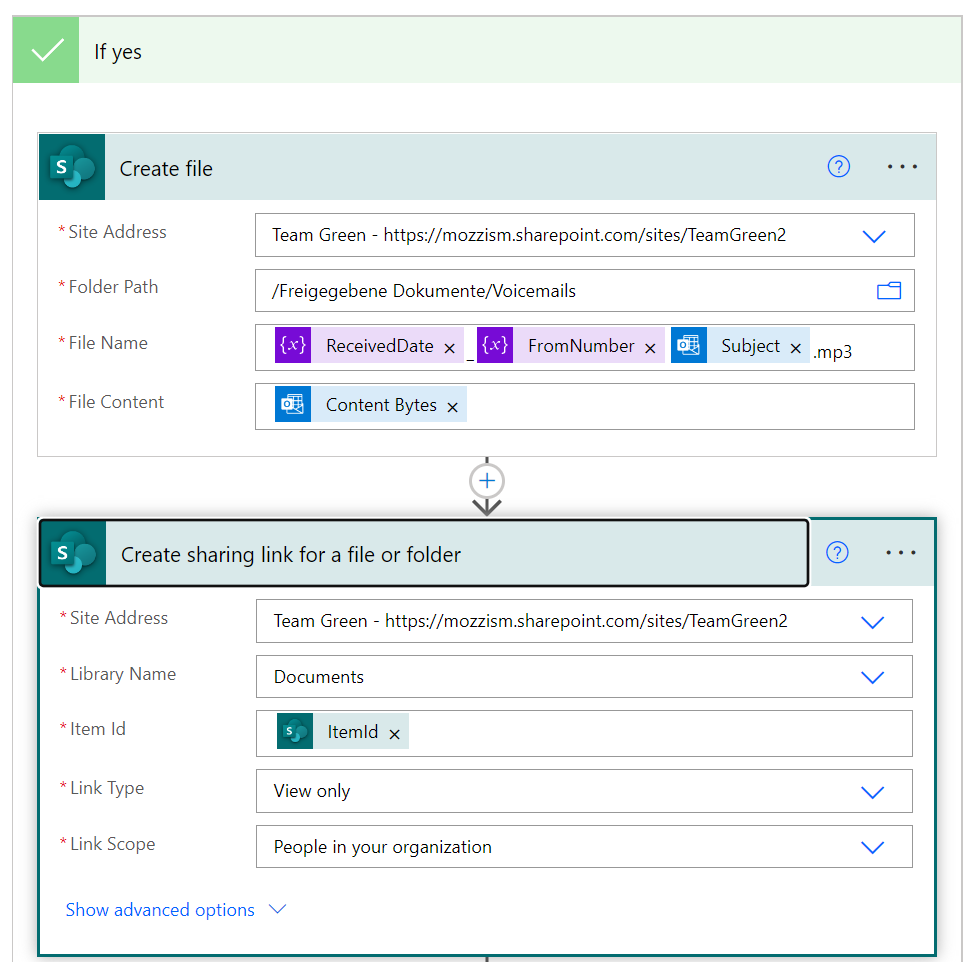 If yes
Create file
* Site Address
Team Green - https://mozzism.sharepoint.com/sites/TeamGreen2
* Folder Path
/Freigegebene Dokumente/Voicemails
* File Name
{x} ReceivedDate × _ {x} FromNumber × Subject × .mp3
* File Content
Content Bytes ×
Create sharing link for a file or folder
* Site Address
Team Green - https://mozzism.sharepoint.com/sites/TeamGreen2
* Library Name
Documents
* Item Id
ItemId ×
* Link Type
View only
* Link Scope
People in your organization
Show advanced options